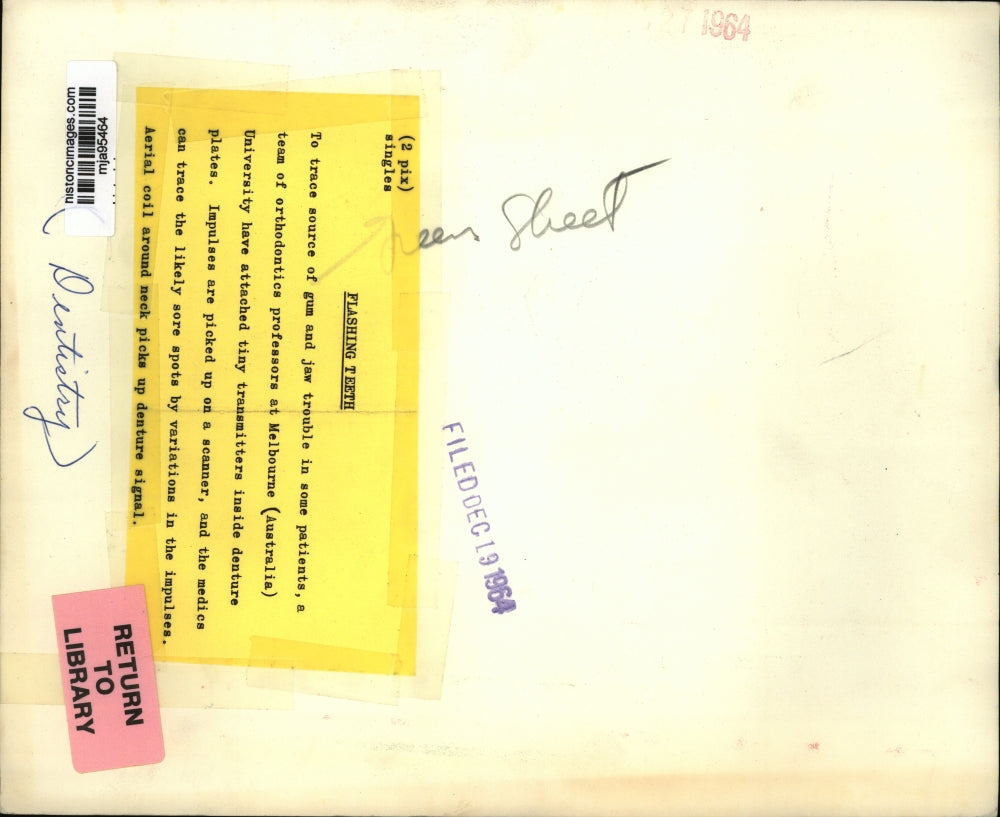 (2 pix)
singles
FLASHING TEETH
To trace source of gum and jaw trouble in some patients, a
team of orthodontics professors at Melbourne (Australia)
University have attached tiny transmitters inside denture
plates. Impulses are picked up on a scanner, and the medics
can trace the likely sore spots by variations in the impulses.
Aerial coil around neck picks up denture signal.
Green Sheet
FILED DEC 19 1964
7 1964
historicimages.com
mja95464
(Dentistry)
RETURN
TO
LIBRARY